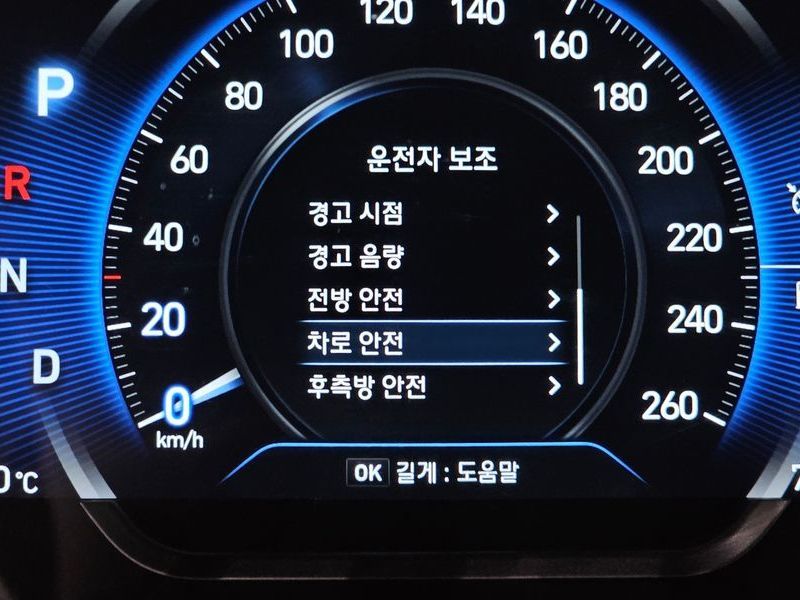 120 140
100 160
80 180
60 200
40 220
20 240
0 260
km/h
P
R
N
D
운전자 보조
경고 시점
경고 음량
전방 안전
차로 안전
후측방 안전
OK 길게 : 도움말
0°C
7